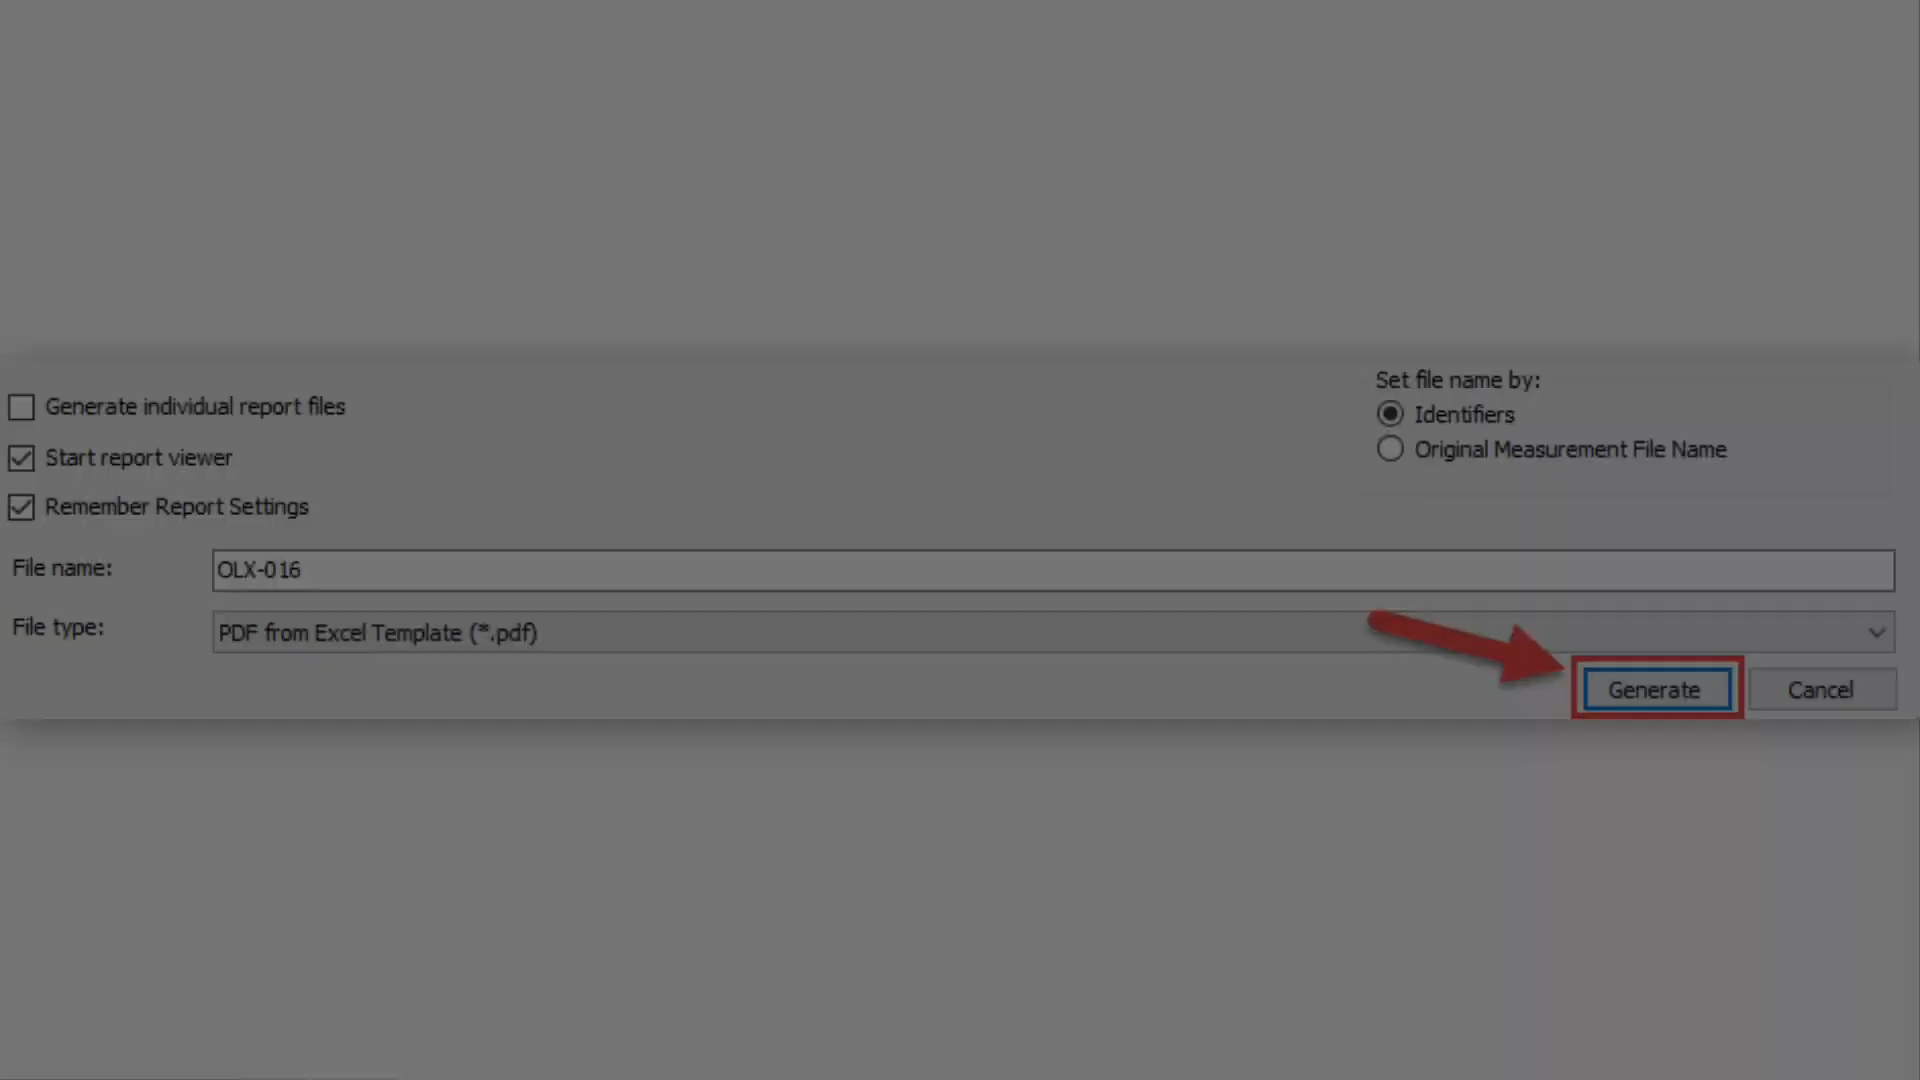 Set file name by:
Generate individual report files
Identifiers
Original Measurement File Name
Start report viewer
Remember Report Settings
File name:
OLX-016
File type:
PDF from Excel Template (*.pdf)
Generate
Cancel